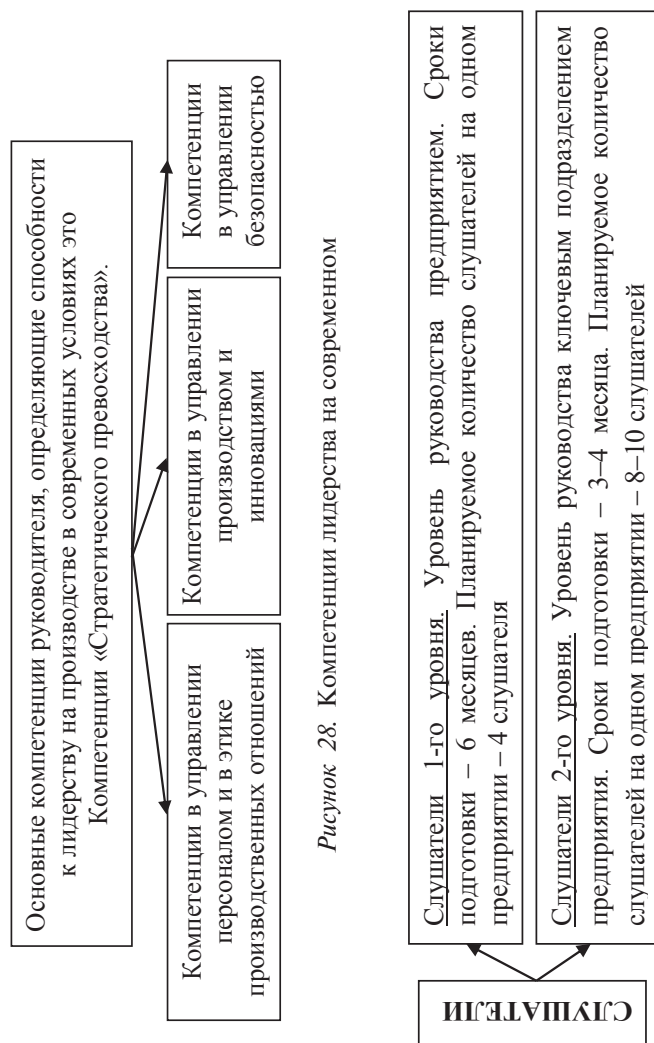 Основные компетенции руководителя, определяющие способности
к лидерству на производстве в современных условиях это
Компетенции «Стратегического превосходства».
Компетенции в управлении
персоналом и в этике
производственных отношений
Компетенции в управлении
производством и
инновациями
Компетенции
в управлении
безопасностью
Рисунок 28. Компетенции лидерства на современном
СЛУШАТЕЛИ
Слушатели 1-го уровня. Уровень руководства предприятием. Сроки
подготовки – 6 месяцев. Планируемое количество слушателей на одном
предприятии – 4 слушателя
Слушатели 2-го уровня. Уровень руководства ключевым подразделением
предприятия. Сроки подготовки – 3–4 месяца. Планируемое количество
слушателей на одном предприятии – 8–10 слушателей